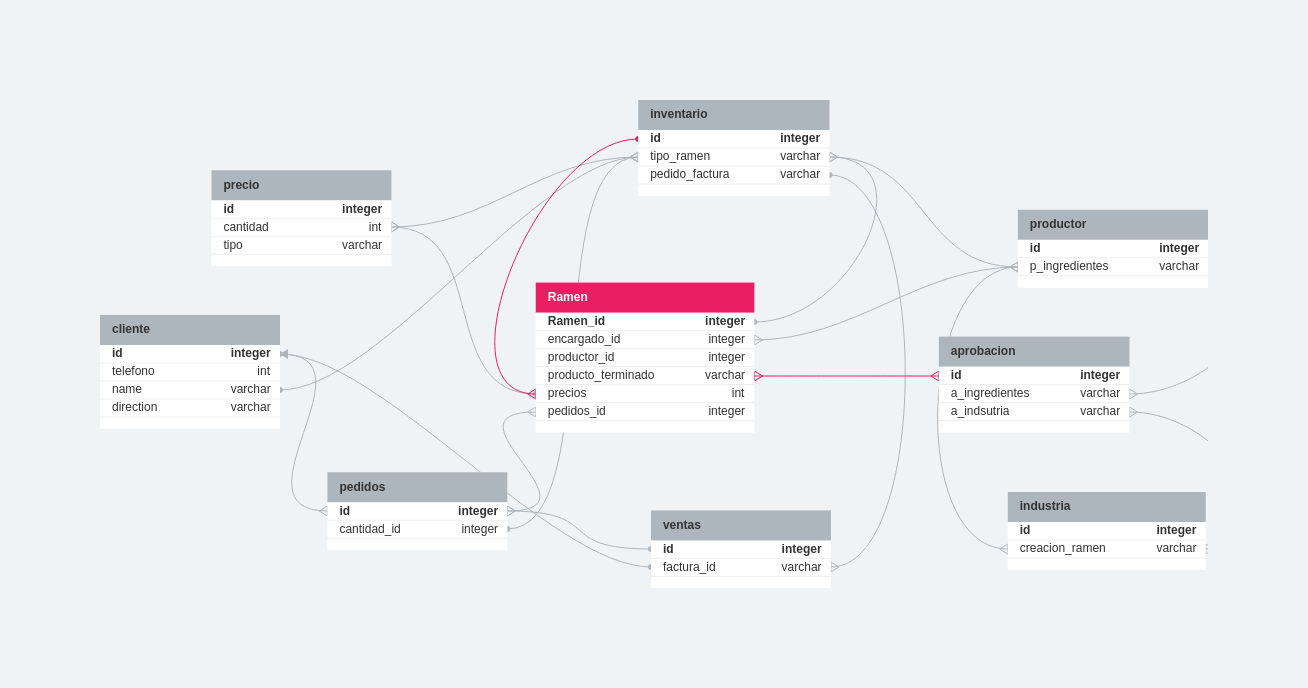 inventario
id integer
tipo_ramen varchar
pedido_factura varchar
precio
id integer
cantidad int
tipo varchar
productor
id integer
p_ingredientes varchar
Ramen
Ramen_id integer
encargado_id integer
productor_id integer
producto_terminado varchar
precios int
pedidos_id integer
cliente
id integer
telefono int
name varchar
direction varchar
aprobacion
id integer
a_ingredientes varchar
a_indsutria varchar
pedidos
id integer
cantidad_id integer
ventas
id integer
factura_id varchar
industria
id integer
creacion_ramen varchar